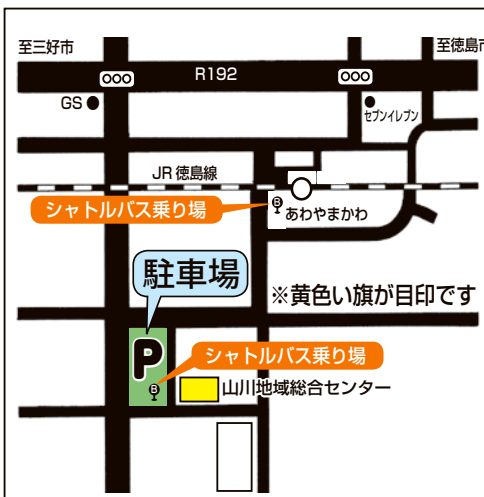 至三好市
至徳島市
R192
GS
セブンイレブン
JR徳島線
シャトルバス乗り場
B
あわやまかわ
駐車場
※黄色い旗が目印です
P
シャトルバス乗り場
B
山川地域総合センター